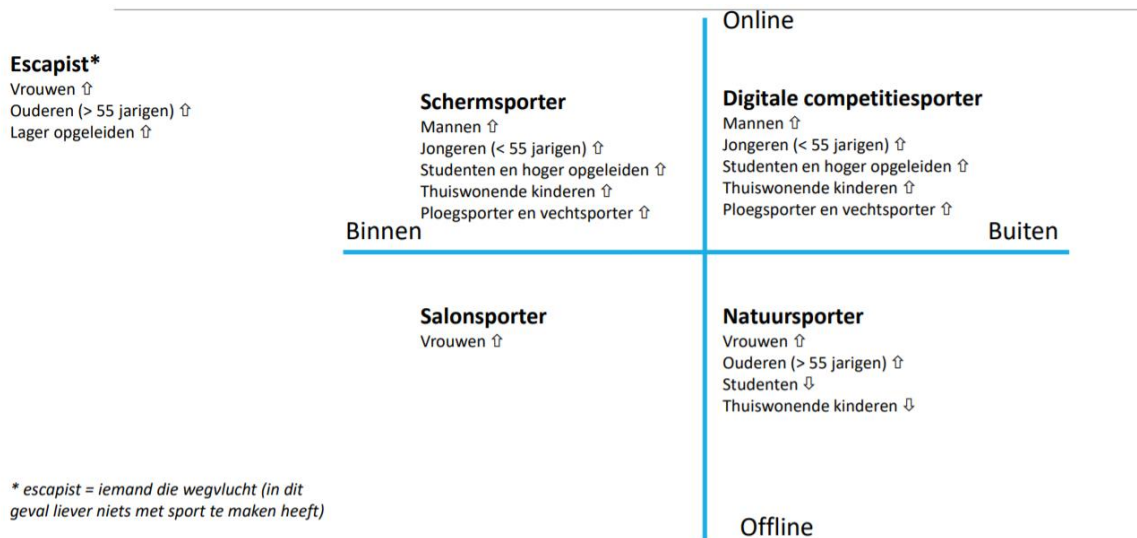 Online
Escapist*
Vrouwen ⇧
Ouderen (> 55 jarigen) ⇧
Lager opgeleiden ⇧
Schermsporter
Mannen ⇧
Jongeren (< 55 jarigen) ⇧
Studenten en hoger opgeleiden ⇧
Thuiswonende kinderen ⇧
Ploegsporter en vechtsporter ⇧
Digitale competitiesporter
Mannen ⇧
Jongeren (< 55 jarigen) ⇧
Studenten en hoger opgeleiden ⇧
Thuiswonende kinderen ⇧
Ploegsporter en vechtsporter ⇧
Binnen
Buiten
Salonsporter
Vrouwen ⇧
Natuursporter
Vrouwen ⇧
Ouderen (> 55 jarigen) ⇧
Studenten ⇩
Thuiswonende kinderen ⇩
* escapist = iemand die wegvlucht (in dit
geval liever niets met sport te maken heeft)
Offline